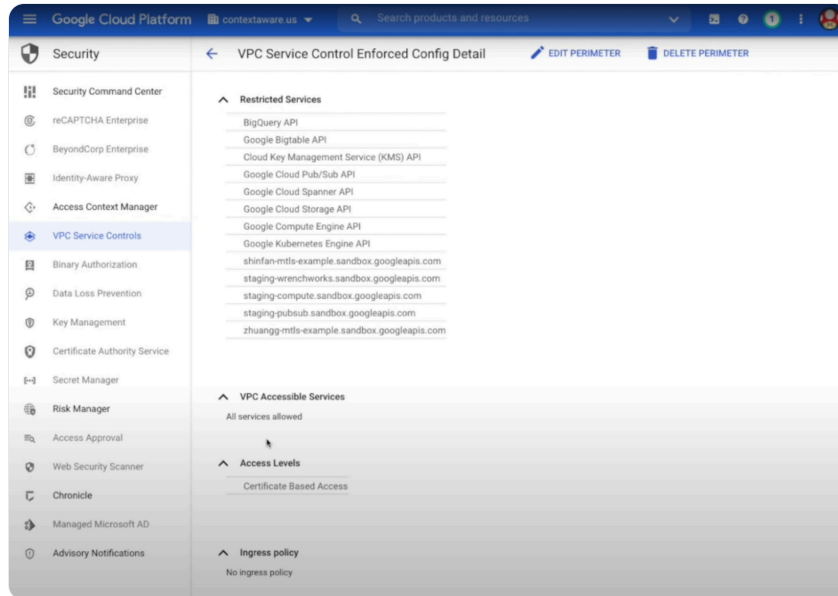 Google Cloud Platform
contextaware.us
Search products and resources
1
Security
VPC Service Control Enforced Config Detail
EDIT PERIMETER
DELETE PERIMETER
Security Command Center
reCAPTCHA Enterprise
BeyondCorp Enterprise
Identity-Aware Proxy
Access Context Manager
VPC Service Controls
Binary Authorization
Data Loss Prevention
Key Management
Certificate Authority Service
Secret Manager
Risk Manager
Access Approval
Web Security Scanner
Chronicle
Managed Microsoft AD
Advisory Notifications
Restricted Services
BigQuery API
Google Bigtable API
Cloud Key Management Service (KMS) API
Google Cloud Pub/Sub API
Google Cloud Spanner API
Google Cloud Storage API
Google Compute Engine API
Google Kubernetes Engine API
shinfan-mtls-example.sandbox.googleapis.com
staging-wrenchworks.sandbox.googleapis.com
staging-compute.sandbox.googleapis.com
staging-pubsub.sandbox.googleapis.com
zhuangg-mtls-example.sandbox.googleapis.com
VPC Accessible Services
All services allowed
Access Levels
Certificate Based Access
Ingress policy
No ingress policy